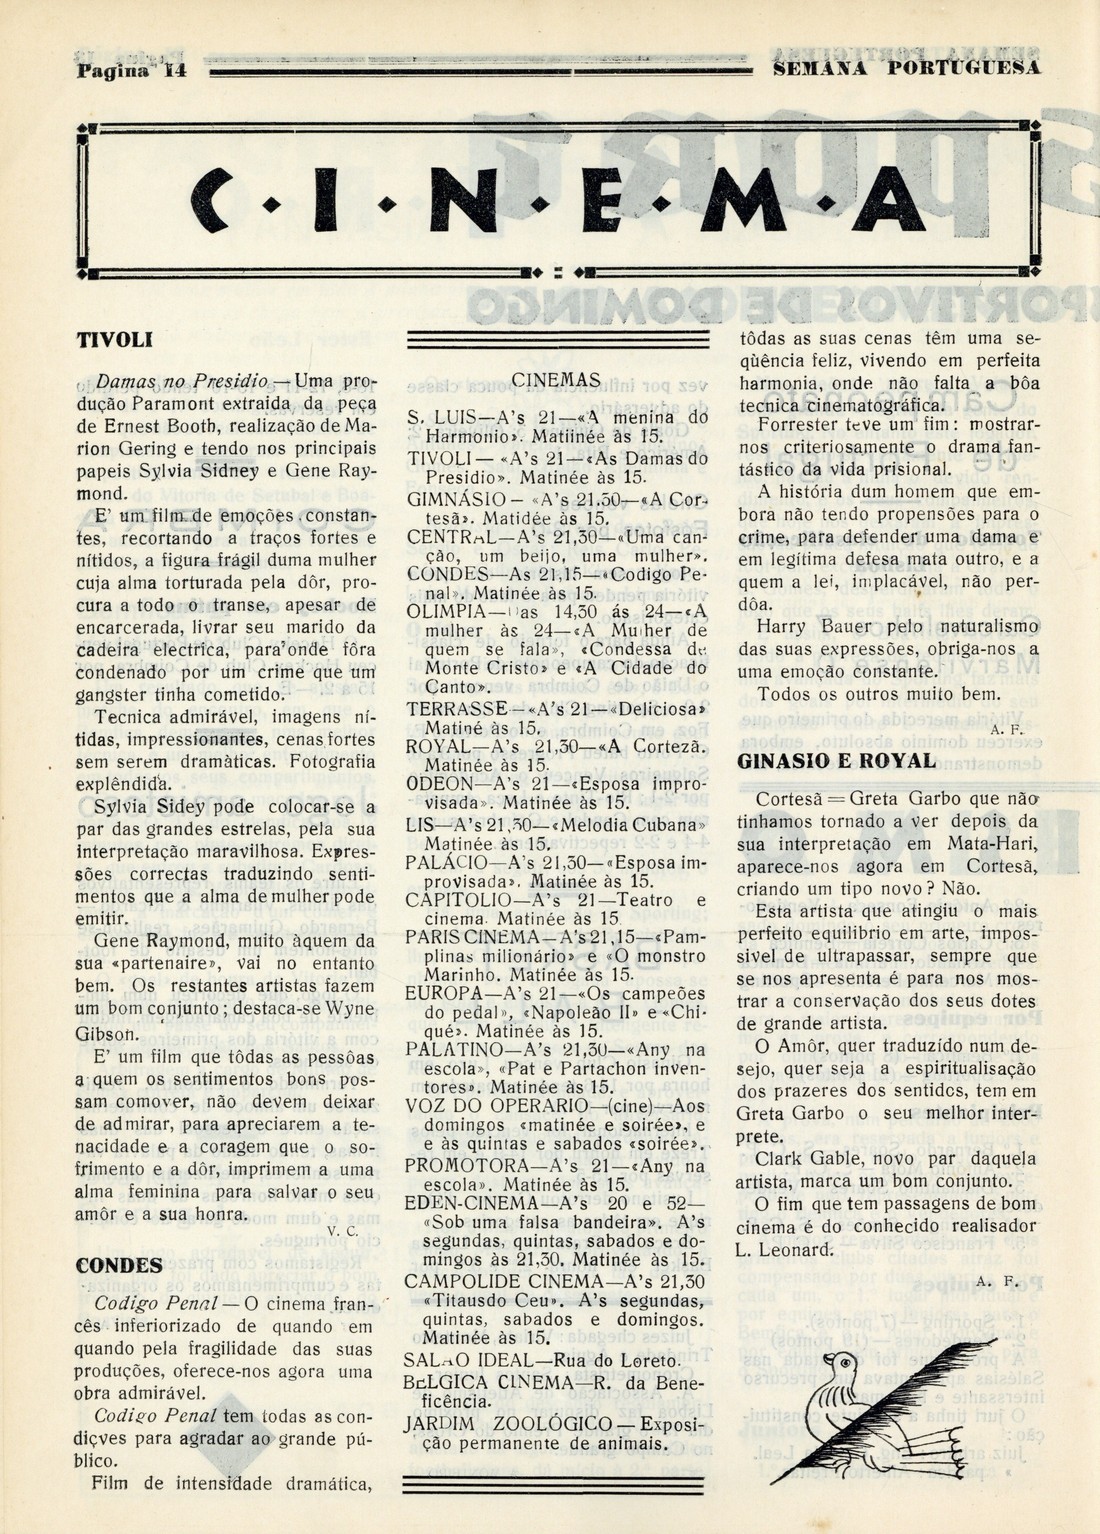 Pagina 14
SEMANA PORTUGUESA
C·I·N·E·M·A
TIVOLI
Damas no Presidio — Uma pro-
dução Paramont extraida da peça
de Ernest Booth, realização de Ma-
rion Gering e tendo nos principais
papeis Sylvia Sidney e Gene Ray-
mond.
E' um film de emoções constan-
tes, recortando a traços fortes e
nítidos, a figura frágil duma mulher
cuja alma torturada pela dôr, pro-
cura a todo o transe, apesar de
encarcerada, livrar seu marido da
cadeira electrica, para onde fôra
condenado por um crime que um
gangster tinha cometido.
Tecnica admirável, imagens ní-
tidas, impressionantes, cenas fortes
sem serem dramàticas. Fotografia
explêndida.
Sylvia Sidey pode colocar-se a
par das grandes estrelas, pela sua
interpretação maravilhosa. Expres-
sões correctas traduzindo senti-
mentos que a alma de mulher pode
emitir.
Gene Raymond, muito àquem da
sua «partenaire», vai no entanto
bem. Os restantes artistas fazem
um bom conjunto; destaca-se Wyne
Gibson.
E' um film que tôdas as pessôas
a quem os sentimentos bons pos-
sam comover, não devem deixar
de admirar, para apreciarem a te-
nacidade e a coragem que o so-
frimento e a dôr, imprimem a uma
alma feminina para salvar o seu
amôr e a sua honra.
V. C.
CONDES
Codigo Penal — O cinema fran-
cês inferiorizado de quando em
quando pela fragilidade das suas
produções, oferece-nos agora uma
obra admirável.
Codigo Penal tem todas as con-
diçves para agradar ao grande pú-
blico.
Film de intensidade dramática,
CINEMAS
S. LUIS—A's 21—«A menina do
Harmonio». Matiinée às 15.
TIVOLI — «A's 21—«As Damas do
Presidio». Matinée às 15.
GIMNÁSIO — «A's 21.30—«A Cor-
tesã». Matidée às 15.
CENTRAL—A's 21,30—«Uma can-
ção, um beijo, uma mulher».
CONDES—As 21,15—«Codigo Pe-
nal». Matinée às 15.
OLIMPIA— as 14,30 ás 24—«A
mulher às 24—«A Mulher de
quem se fala», «Condessa de
Monte Cristo» e «A Cidade do
Canto».
TERRASSE—«A's 21—«Deliciosa»
Matiné às 15.
ROYAL—A's 21,30—«A Cortezã.
Matinée às 15.
ODEON—A's 21—«Esposa impro-
visada». Matinée às 15.
LIS—A's 21,30—«Melodia Cubana»
Matinée às 15.
PALÁCIO—A's 21,30—«Esposa im-
provisada». Matinée às 15.
CAPITOLIO—A's 21—Teatro e
cinema. Matinée às 15
PARIS CINEMA—A's 21,15—«Pam-
plinas milionário» e «O monstro
Marinho. Matinée às 15.
EUROPA—A's 21—«Os campeões
do pedal», «Napoleão II» e «Chi-
qué». Matinée às 15.
PALATINO—A's 21,30—«Any na
escola», «Pat e Partachon inven-
tores». Matinée às 15.
VOZ DO OPERARIO—(cine)—Aos
domingos «matinée e soirée», e
e às quintas e sabados «soirée».
PROMOTORA—A's 21—«Any na
escola». Matinée às 15.
EDEN-CINEMA—A's 20 e 52—
«Sob uma falsa bandeira». A's
segundas, quintas, sabados e do-
mingos às 21,30. Matinée às 15.
CAMPOLIDE CINEMA—A's 21,30
«Titausdo Ceu». A's segundas,
quintas, sabados e domingos.
Matinée às 15.
SALAO IDEAL—Rua do Loreto.
BELGICA CINEMA—R. da Bene-
ficência.
JARDIM ZOOLÓGICO — Exposi-
ção permanente de animais.
tôdas as suas cenas têm uma se-
qüência feliz, vivendo em perfeita
harmonia, onde não falta a bôa
tecnica cinematográfica.
Forrester teve um fim: mostrar-
nos criteriosamente o drama fan-
tástico da vida prisional.
A história dum homem que em-
bora não tendo propensões para o
crime, para defender uma dama e
em legítima defesa mata outro, e a
quem a lei, implacável, não per-
dôa.
Harry Bauer pelo naturalismo
das suas expressões, obriga-nos a
uma emoção constante.
Todos os outros muito bem.
A. F.
GINASIO E ROYAL
Cortesã = Greta Garbo que não
tinhamos tornado a ver depois da
sua interpretação em Mata-Hari,
aparece-nos agora em Cortesã,
criando um tipo novo? Não.
Esta artista que atingiu o mais
perfeito equilibrio em arte, impos-
sivel de ultrapassar, sempre que
se nos apresenta é para nos mos-
trar a conservação dos seus dotes
de grande artista.
O Amôr, quer traduzído num de-
sejo, quer seja a espiritualisação
dos prazeres dos sentidos, tem em
Greta Garbo o seu melhor inter-
prete.
Clark Gable, novo par daquela
artista, marca um bom conjunto.
O fim que tem passagens de bom
cinema é do conhecido realisador
L. Leonard.
A. F.